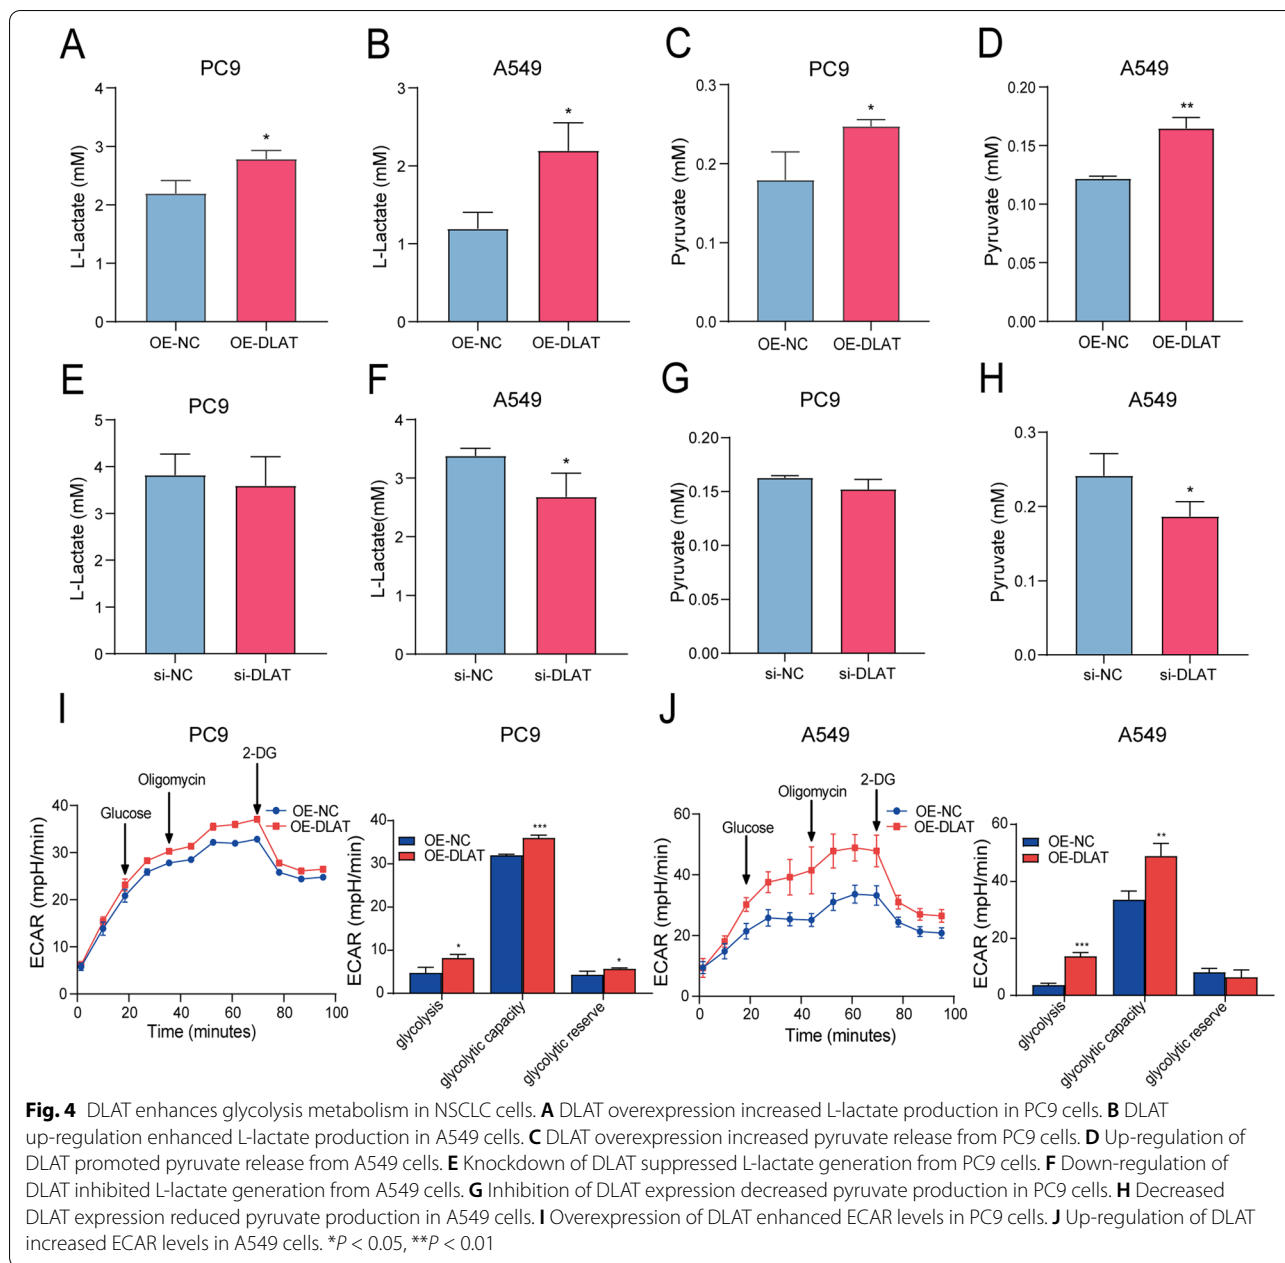 A
PC9
L-Lactate (mM)
4
3
2
1
0
*
OE-NC OE-DLAT
B
A549
L-Lactate (mM)
3
2
1
0
*
OE-NC OE-DLAT
C
PC9
Pyruvate (mM)
0.3
0.2
0.1
0.0
*
OE-NC OE-DLAT
D
A549
Pyruvate (mM)
0.20
0.15
0.10
0.05
0.00
**
OE-NC OE-DLAT
E
PC9
L-Lactate (mM)
5
4
3
2
1
0
si-NC si-DLAT
F
A549
L-Lactate(mM)
4
3
2
1
0
*
si-NC si-DLAT
G
PC9
Pyruvate (mM)
0.20
0.15
0.10
0.05
0.00
si-NC si-DLAT
H
A549
Pyruvate (mM)
0.3
0.2
0.1
0.0
*
si-NC si-DLAT
I
PC9
2-DG
Oligomycin
Glucose
OE-NC
OE-DLAT
ECAR (mpH/min)
40
30
20
10
0
0 20 40 60 80 100
Time (minutes)
PC9
ECAR (mpH/min)
40
30
20
10
0
OE-NC
OE-DLAT
*
***
*
glycolysis
glycolytic capacity
glycolytic reserve
J
A549
2-DG
Oligomycin
Glucose
OE-NC
OE-DLAT
ECAR (mpH/min)
60
40
20
0
0 20 40 60 80 100
Time (minutes)
A549
ECAR (mpH/min)
60
40
20
0
OE-NC
OE-DLAT
***
**
glycolysis
glycolytic capacity
glycolytic reserve
Fig. 4 DLAT enhances glycolysis metabolism in NSCLC cells. A DLAT overexpression increased L-lactate production in PC9 cells. B DLAT
up-regulation enhanced L-lactate production in A549 cells. C DLAT overexpression increased pyruvate release from PC9 cells. D Up-regulation of
DLAT promoted pyruvate release from A549 cells. E Knockdown of DLAT suppressed L-lactate generation from PC9 cells. F Down-regulation of
DLAT inhibited L-lactate generation from A549 cells. G Inhibition of DLAT expression decreased pyruvate production in PC9 cells. H Decreased
DLAT expression reduced pyruvate production in A549 cells. I Overexpression of DLAT enhanced ECAR levels in PC9 cells. J Up-regulation of DLAT
increased ECAR levels in A549 cells. *P < 0.05, **P < 0.01